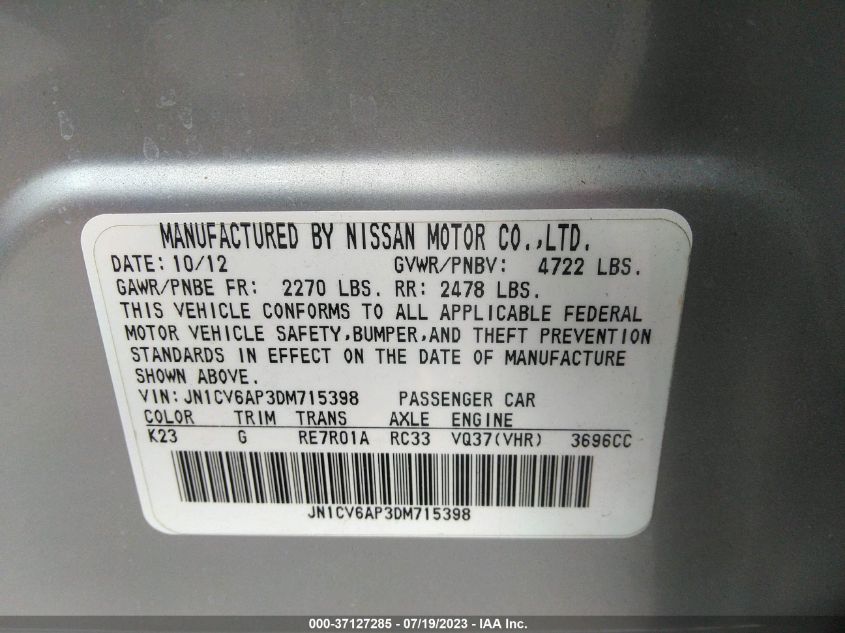 MANUFACTURED BY NISSAN MOTOR CO.,LTD.
DATE: 10/12 GVWR/PNBV: 4722 LBS.
GAWR/PNBE FR: 2270 LBS. RR: 2478 LBS.
THIS VEHICLE CONFORMS TO ALL APPLICABLE FEDERAL
MOTOR VEHICLE SAFETY,BUMPER,AND THEFT PREVENTION
STANDARDS IN EFFECT ON THE DATE OF MANUFACTURE
SHOWN ABOVE.
VIN: JN1CV6AP3DM715398 PASSENGER CAR
COLOR TRIM TRANS AXLE ENGINE
K23 G RE7R01A RC33 VQ37(VHR) 3696CC
JN1CV6AP3DM715398
000-37127285 - 07/19/2023 - IAA Inc.